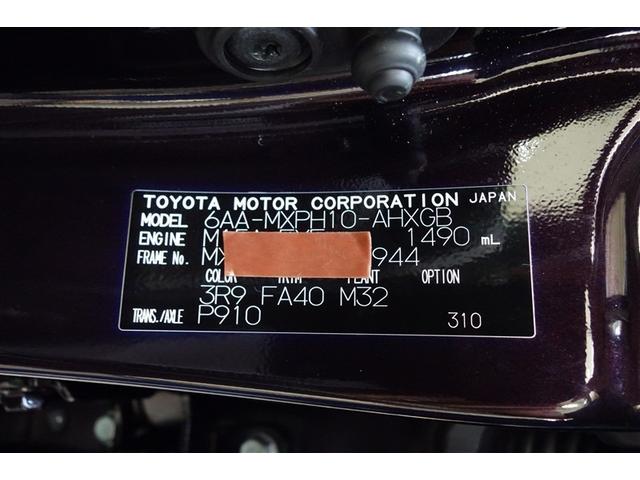 TOYOTA MOTOR CORPORATION JAPAN
MODEL 6AA-MXPH10-AHXGB
ENGINE 1490 mL
FRAME No. 944
COLOR TRIM PLANT OPTION
3R9 FA40 M32
TRANS./AXLE P910 310